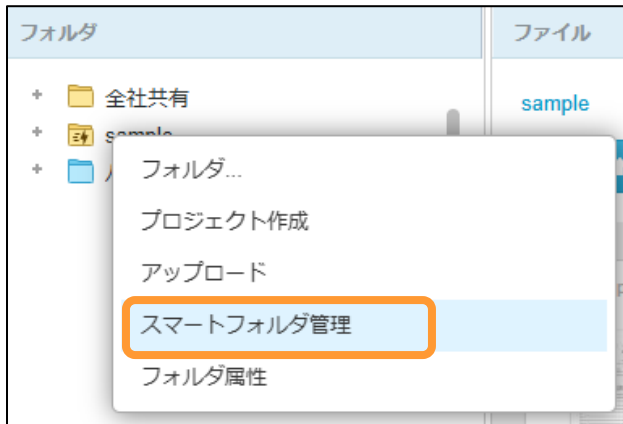 フォルダ
ファイル
全社共有
sample
sample
フォルダ...
プロジェクト作成
アップロード
スマートフォルダ管理
フォルダ属性